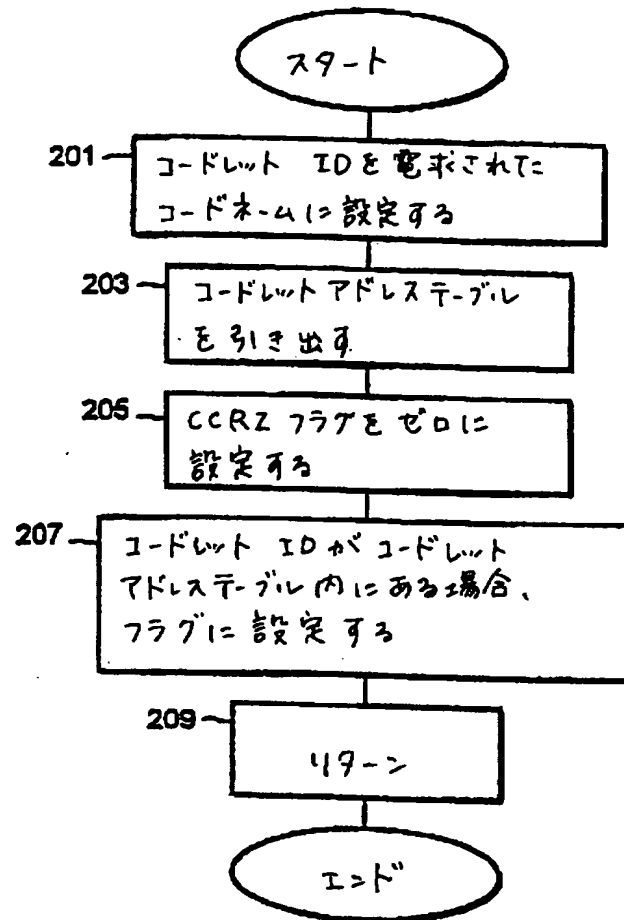 スタート
201
コードレット IDを要求された
コードネームに設定する
203
コードレットアドレステーブル
を引き出す
205
CCRZ フラグをゼロに
設定する
207
コードレット IDがコードレット
アドレステーブル内にある場合、
フラグに設定する
209
リターン
エンド